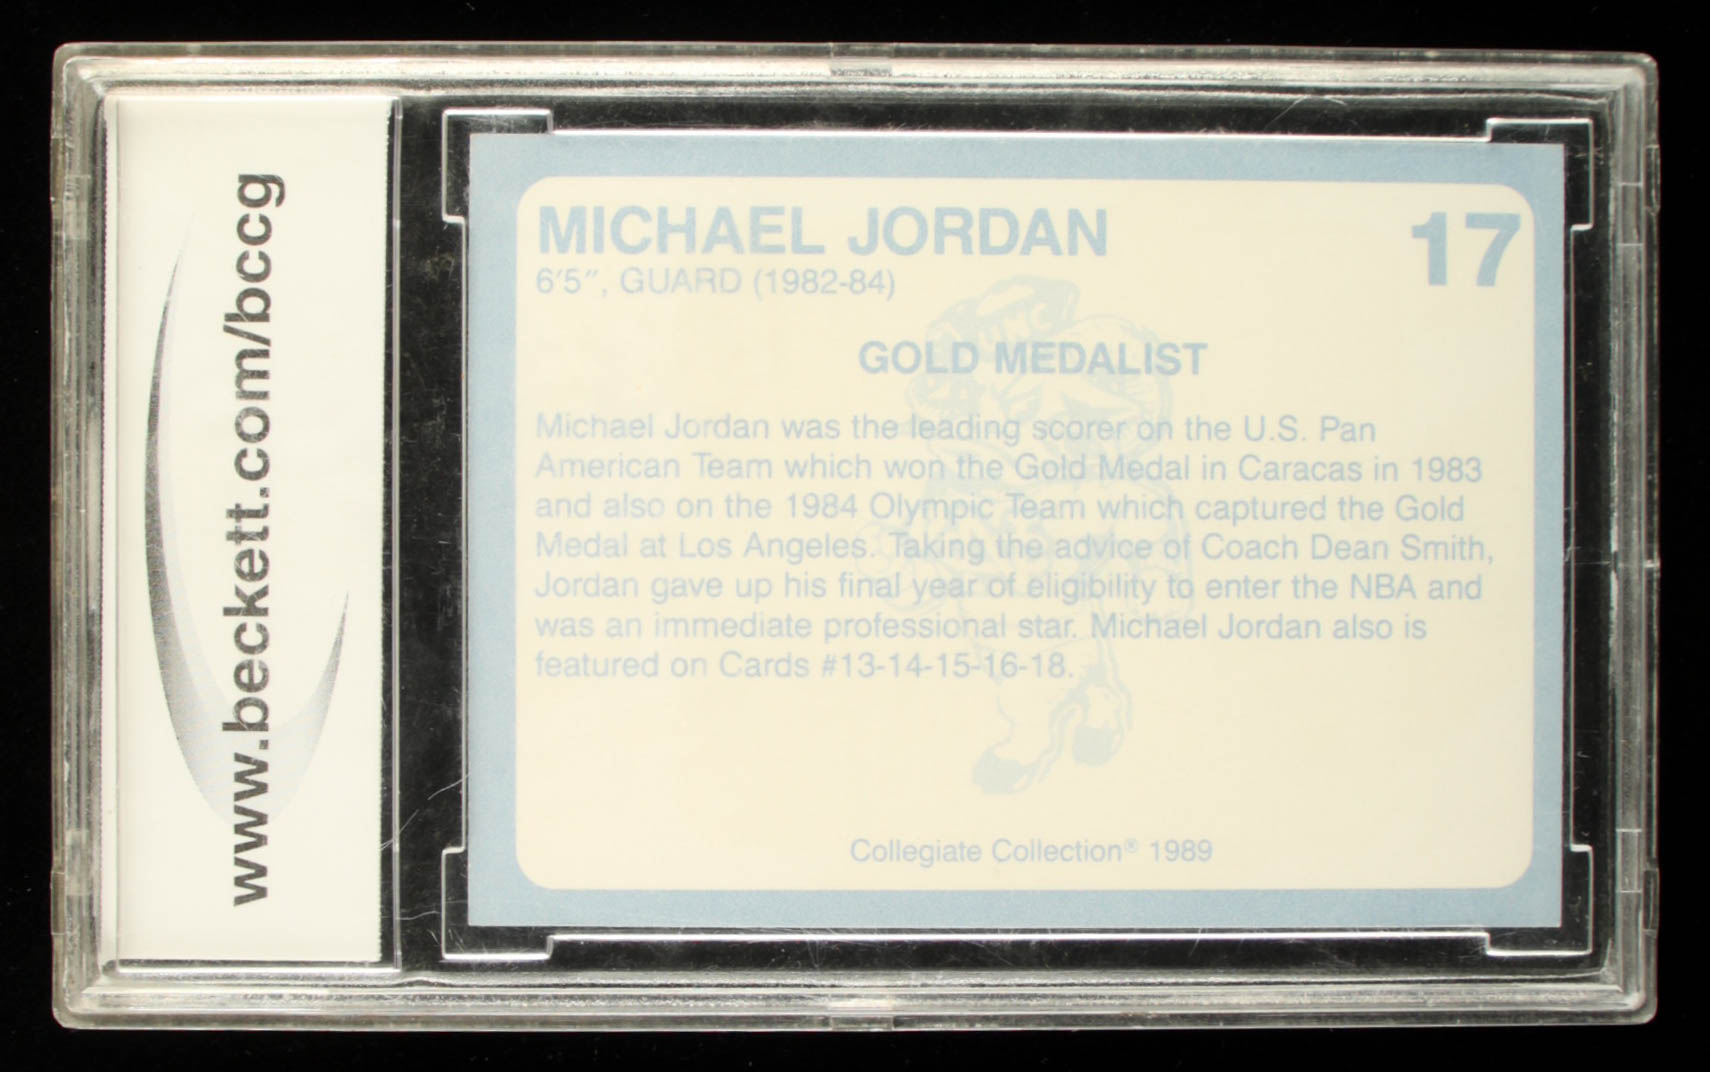 www.beckett.com/bccg
MICHAEL JORDAN
17
6'5", GUARD (1982-84)
UNC
GOLD MEDALIST
Michael Jordan was the leading scorer on the U.S. Pan
American Team which won the Gold Medal in Caracas in 1983
and also on the 1984 Olympic Team which captured the Gold
Medal at Los Angeles. Taking the advice of Coach Dean Smith,
Jordan gave up his final year of eligibility to enter the NBA and
was an immediate professional star. Michael Jordan also is
featured on Cards #13-14-15-16-18.
Collegiate Collection® 1989